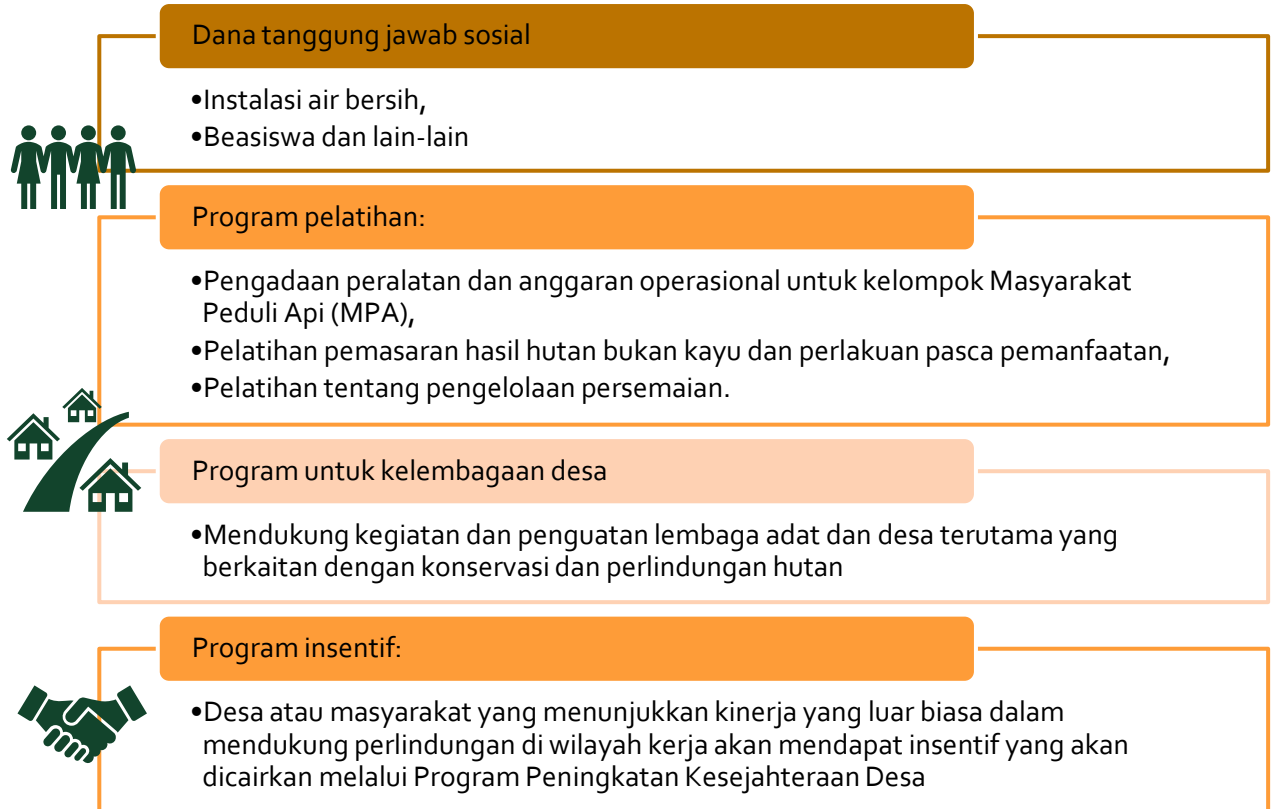 Dana tanggung jawab sosial
•Instalasi air bersih,
•Beasiswa dan lain-lain
Program pelatihan:
•Pengadaan peralatan dan anggaran operasional untuk kelompok Masyarakat
Peduli Api (MPA),
•Pelatihan pemasaran hasil hutan bukan kayu dan perlakuan pasca pemanfaatan,
•Pelatihan tentang pengelolaan persemaian.
Program untuk kelembagaan desa
•Mendukung kegiatan dan penguatan lembaga adat dan desa terutama yang
berkaitan dengan konservasi dan perlindungan hutan
Program insentif:
•Desa atau masyarakat yang menunjukkan kinerja yang luar biasa dalam
mendukung perlindungan di wilayah kerja akan mendapat insentif yang akan
dicairkan melalui Program Peningkatan Kesejahteraan Desa